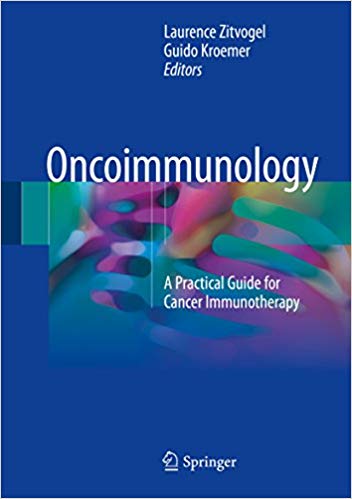 Laurence Zitvogel
Guido Kroemer
Editors
Oncoimmunology
A Practical Guide for
Cancer Immunotherapy
Springer